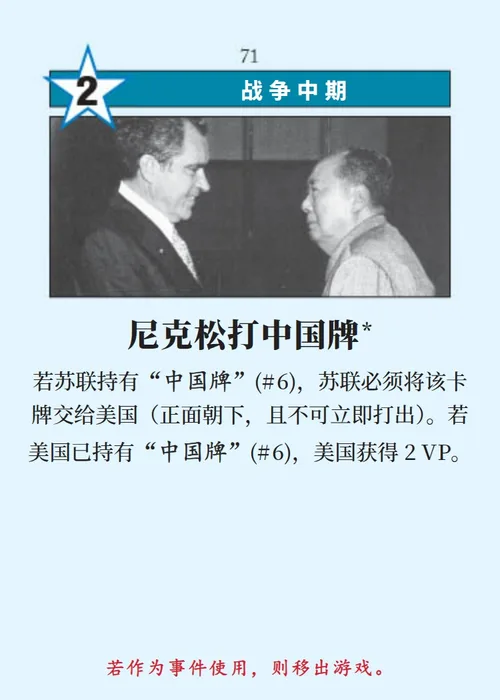 71
2
战争中期
尼克松打中国牌*
若苏联持有“中国牌”(#6)，苏联必须将该卡
牌交给美国（正面朝下，且不可立即打出）。若
美国已持有“中国牌”(#6)，美国获得 2 VP。
若作为事件使用，则移出游戏。